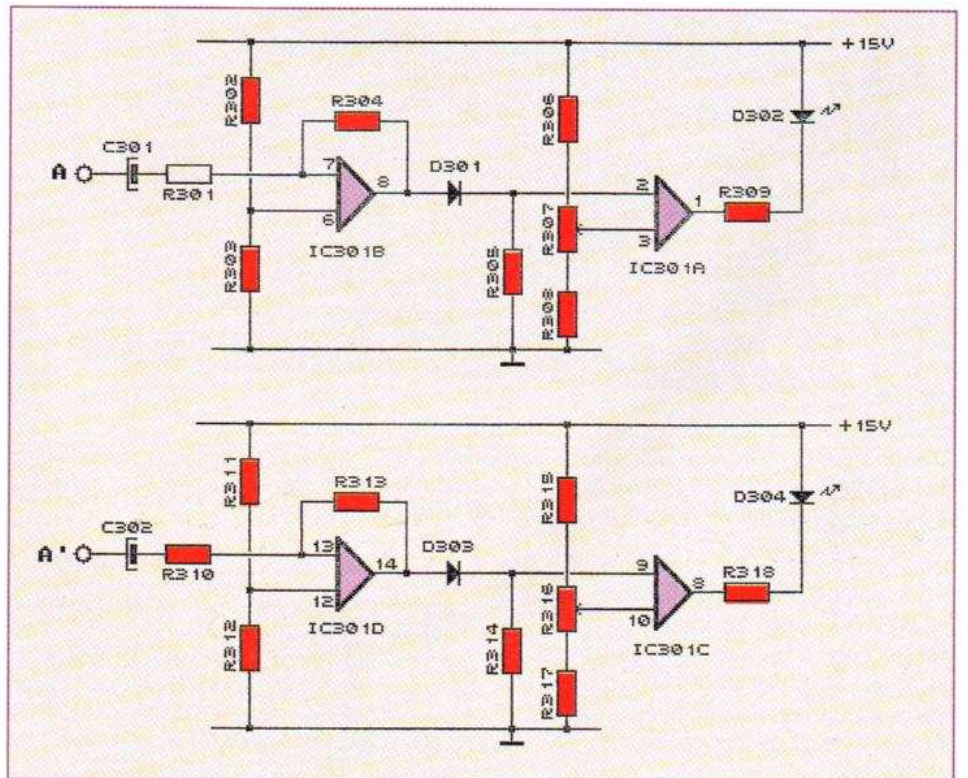 +15V
R302
R304
R306
D302
C301
A
R301
7
6
8
D301
IC301B
R303
R305
R307
2
3
1
R309
IC301A
R308
+15V
R311
R313
R315
D304
C302
A'
R310
13
12
14
D303
IC301D
R312
R314
R316
9
10
8
R318
IC301C
R317